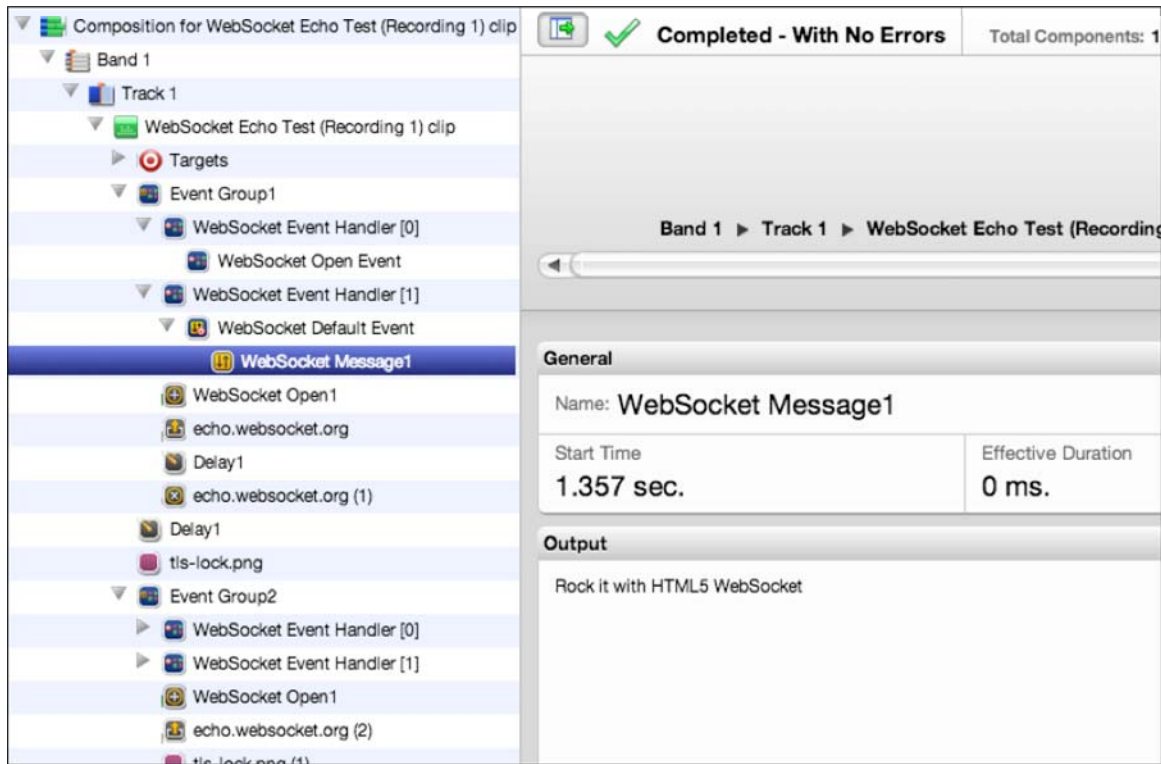 Composition for WebSocket Echo Test (Recording 1) clip
Band 1
Track 1
WebSocket Echo Test (Recording 1) clip
Targets
Event Group1
WebSocket Event Handler [0]
WebSocket Open Event
WebSocket Event Handler [1]
WebSocket Default Event
WebSocket Message1
WebSocket Open1
echo.websocket.org
Delay1
echo.websocket.org (1)
Delay1
tls-lock.png
Event Group2
WebSocket Event Handler [0]
WebSocket Event Handler [1]
WebSocket Open1
echo.websocket.org (2)
tls-lock.png (1)
Completed - With No Errors
Total Components: 1
Band 1 ▶ Track 1 ▶ WebSocket Echo Test (Recording
General
Name: WebSocket Message1
Start Time
1.357 sec.
Effective Duration
0 ms.
Output
Rock it with HTML5 WebSocket